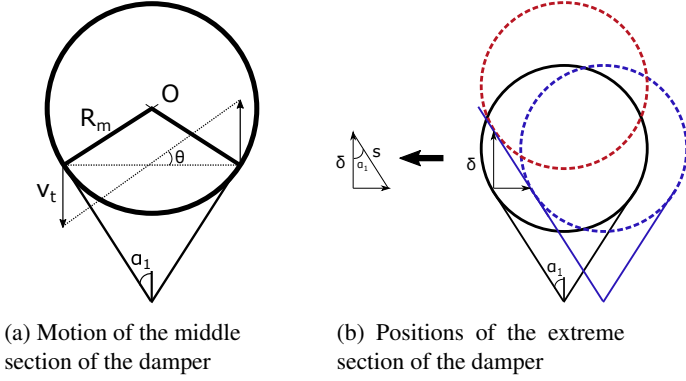 O
R_m
θ
v_t
α_1
s
δ
α_1
δ
α_1
(a) Motion of the middle
section of the damper
(b) Positions of the extreme
section of the damper